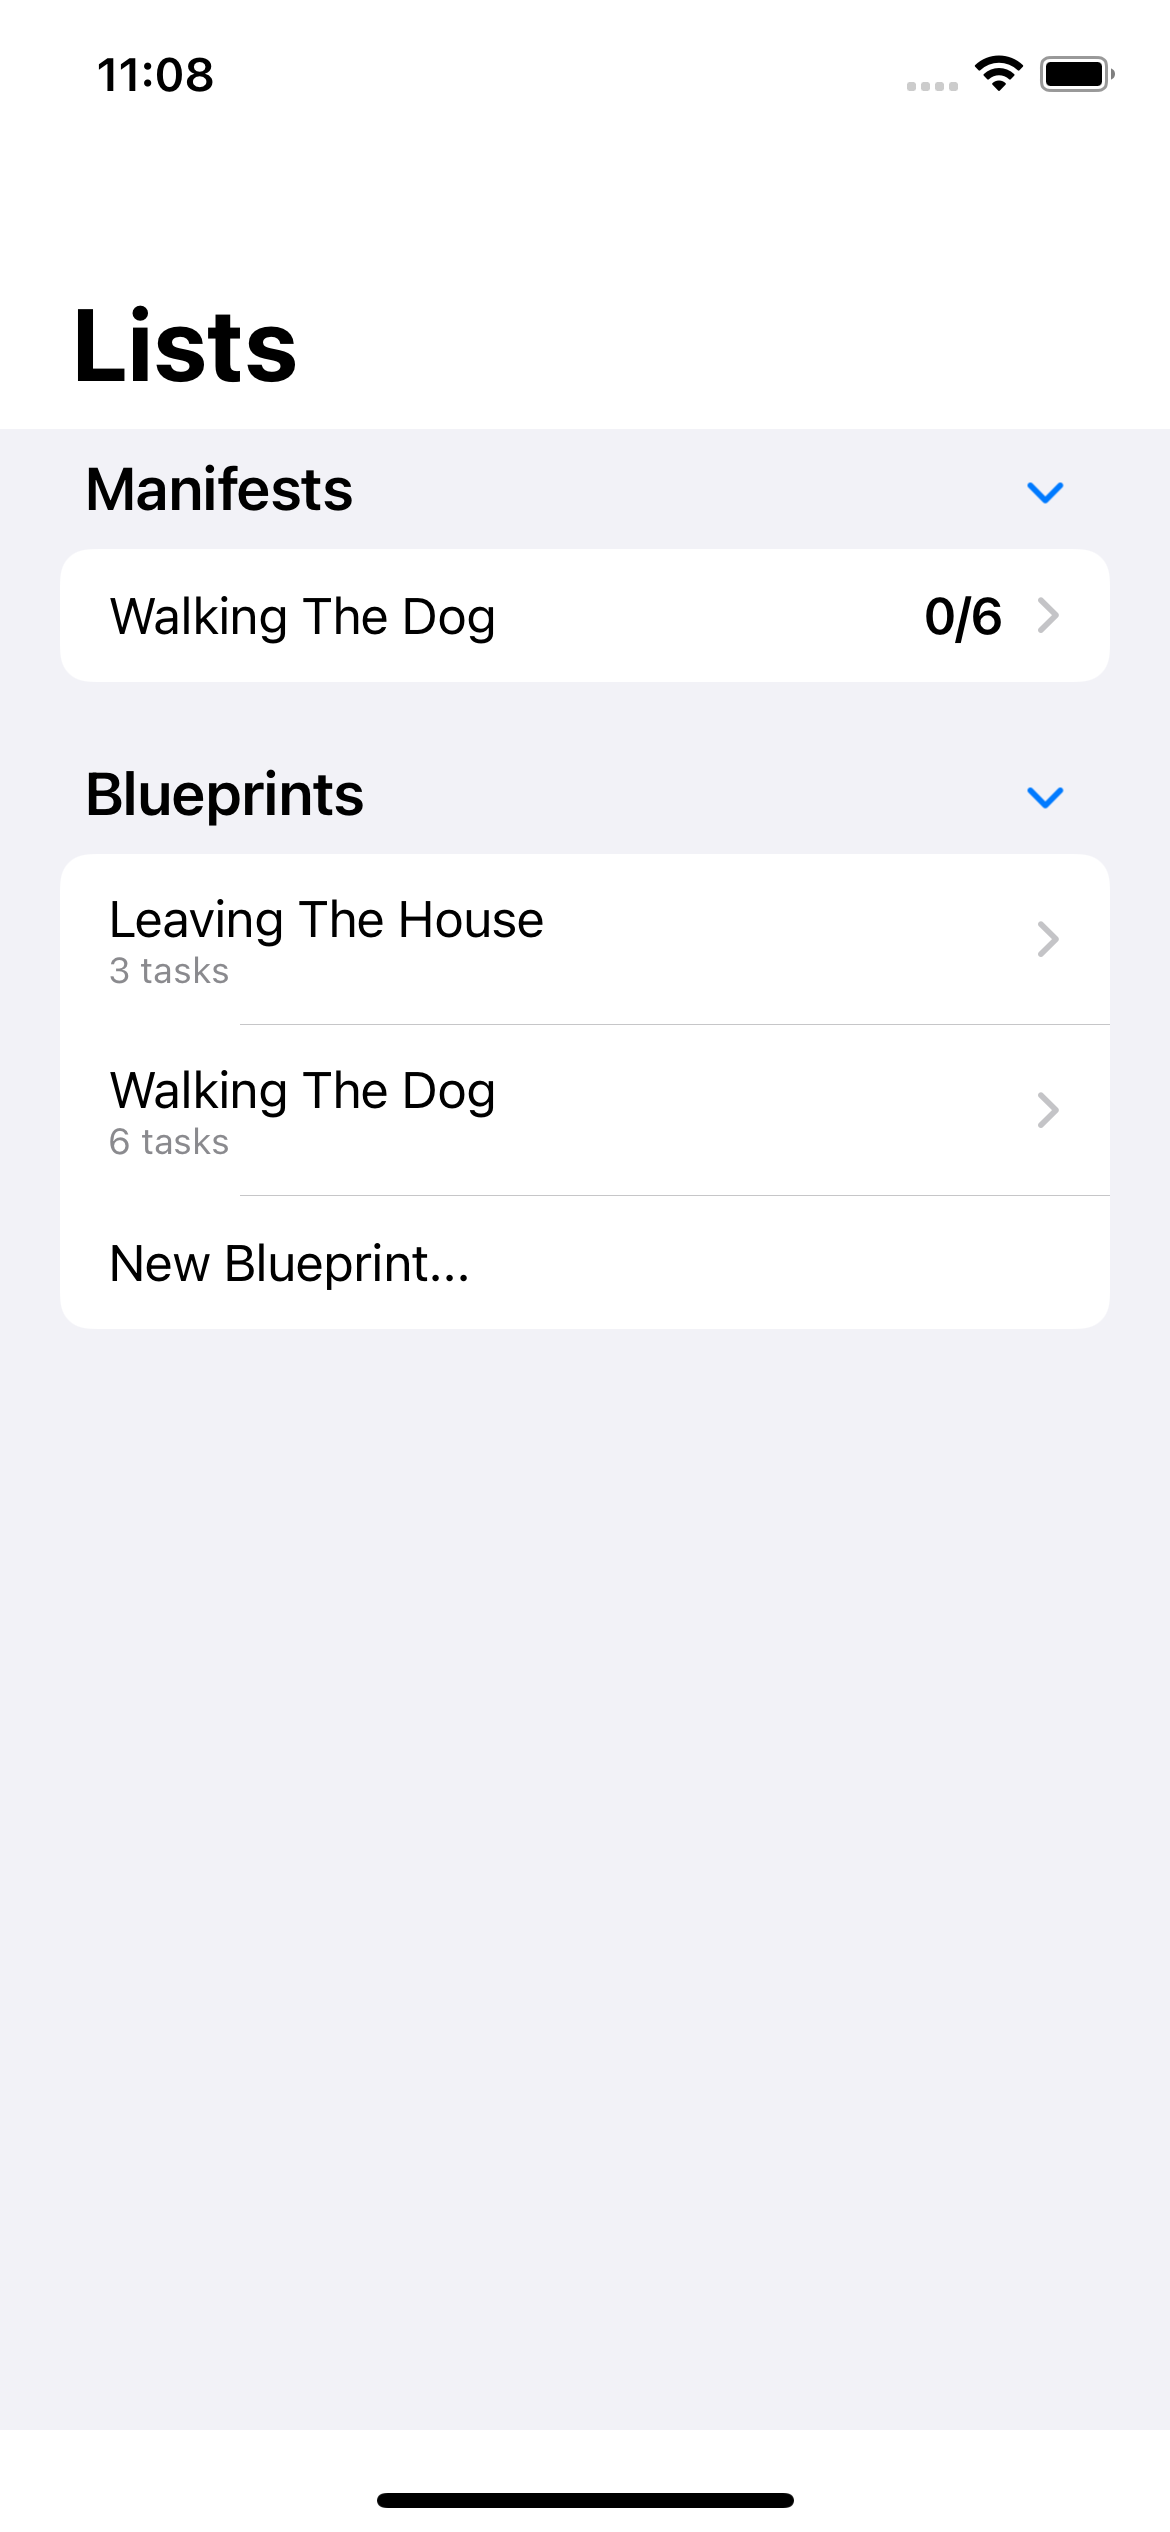 11:08
Lists
Manifests
Walking The Dog 0/6
Blueprints
Leaving The House
3 tasks
Walking The Dog
6 tasks
New Blueprint...